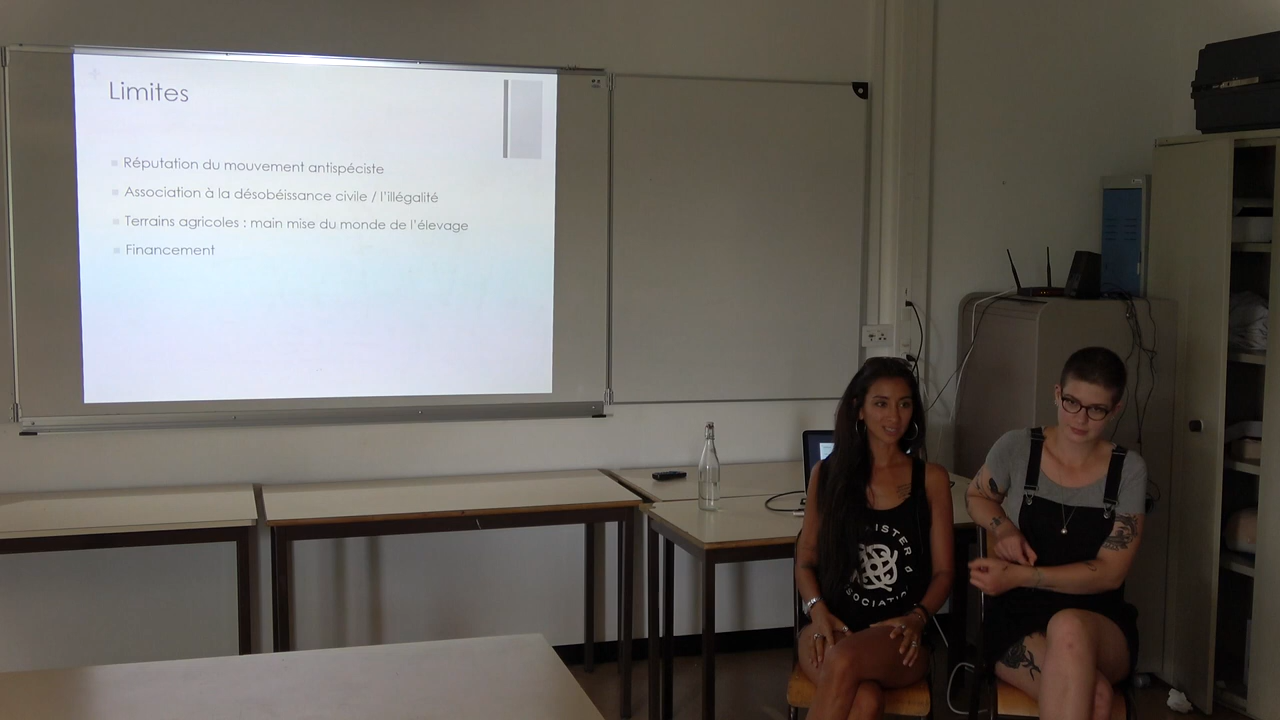 Limites
Réputation du mouvement antispéciste
Association à la désobéissance civile / l'illégalité
Terrains agricoles : main mise du monde de l'élevage
Financement